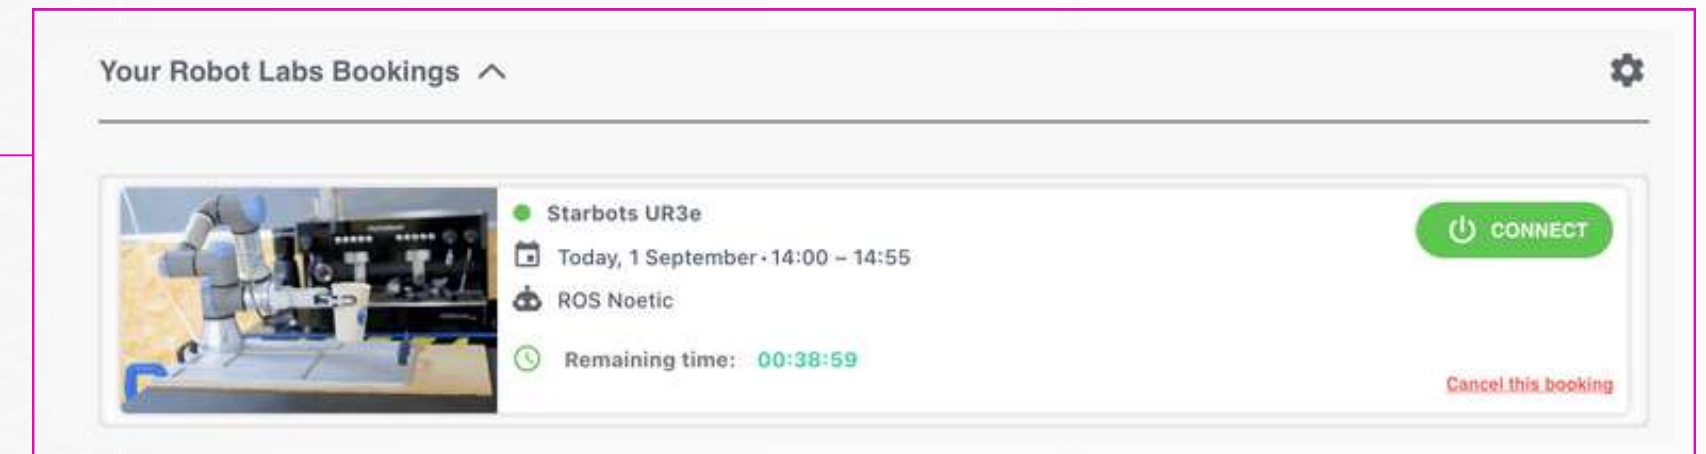 Your Robot Labs Bookings
Starbots UR3e
CONNECT
Today, 1 September · 14:00 – 14:55
ROS Noetic
Remaining time: 00:38:59
Cancel this booking